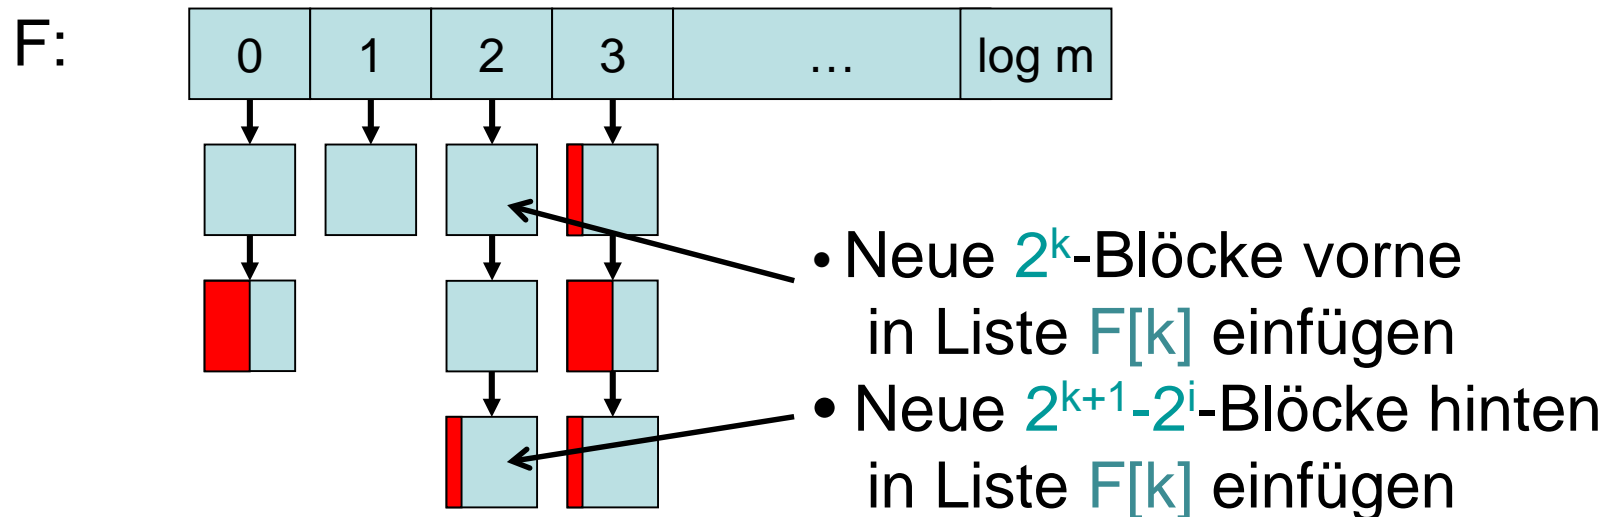 F:
0 1 2 3 … log m
• Neue 2ᵏ-Blöcke vorne
in Liste F[k] einfügen
• Neue 2ᵏ⁺¹-2ⁱ-Blöcke hinten
in Liste F[k] einfügen